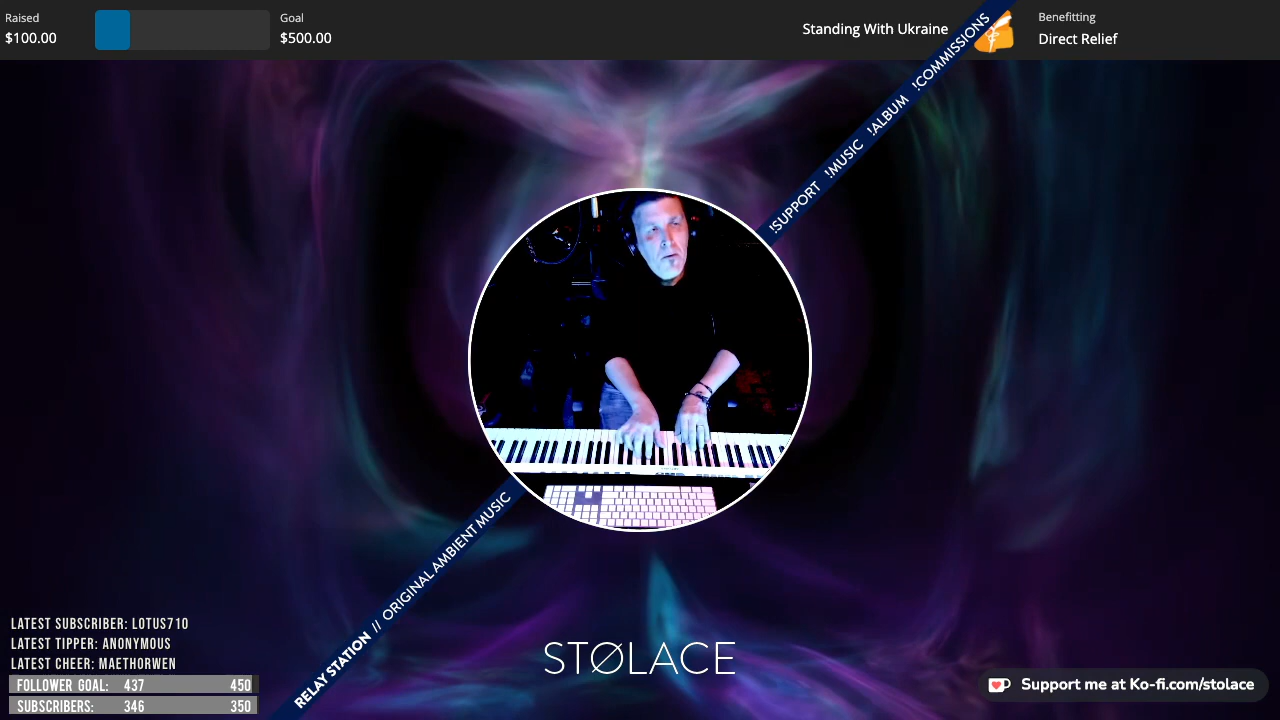 Raised
$100.00
Goal
$500.00
Standing With Ukraine
Benefitting
Direct Relief
!SUPPORT !MUSIC !ALBUM !COMMISSIONS
RELAY STATION // ORIGINAL AMBIENT MUSIC
LATEST SUBSCRIBER: LOTUS710
LATEST TIPPER: ANONYMOUS
LATEST CHEER: MAETHORWEN
FOLLOWER GOAL: 437 450
SUBSCRIBERS: 346 350
STØLACE
Support me at Ko-fi.com/stolace